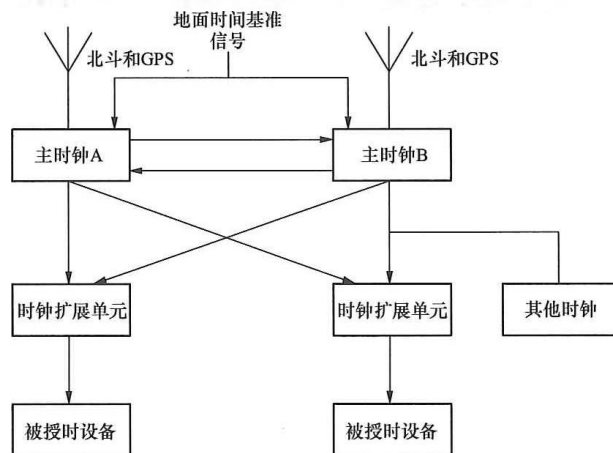 地面时间基准
信号
北斗和GPS
北斗和GPS
主时钟A
主时钟B
时钟扩展单元
时钟扩展单元
其他时钟
被授时设备
被授时设备